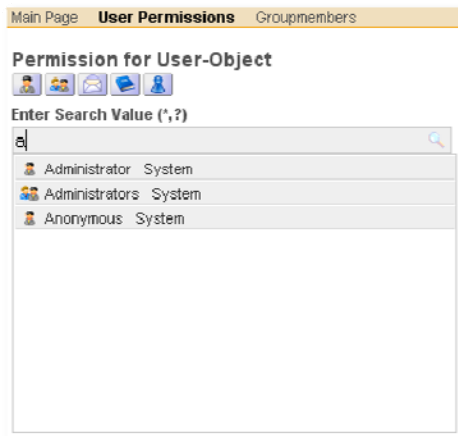 Main Page User Permissions Groupmembers
Permission for User-Object
Enter Search Value (*,?)
a
Administrator System
Administrators System
Anonymous System